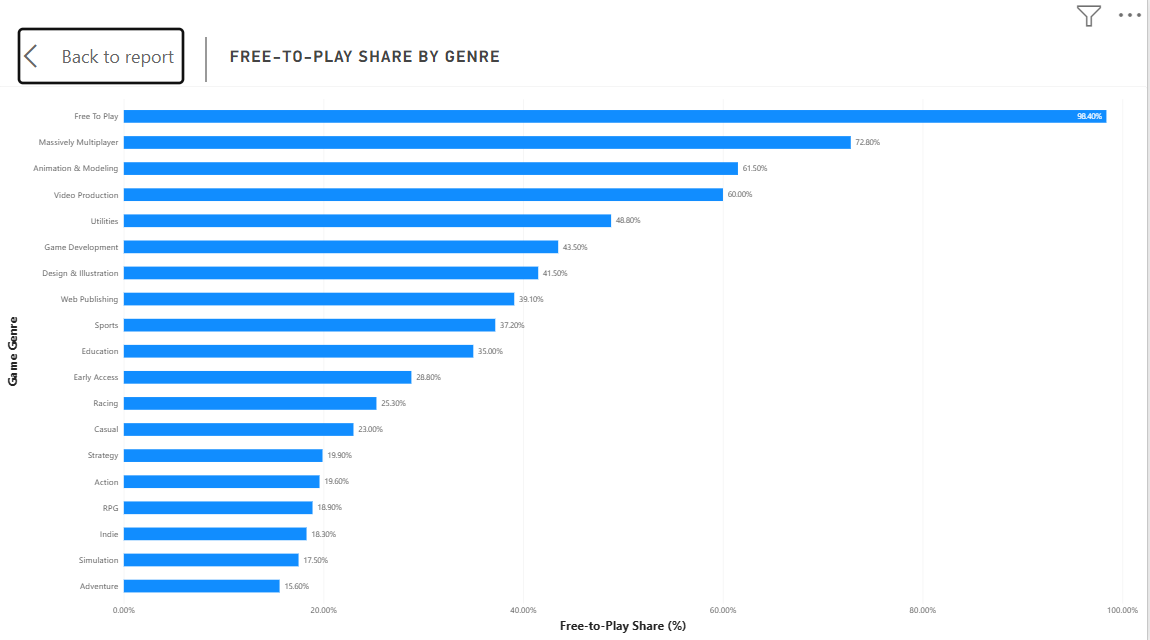 Back to report
FREE-TO-PLAY SHARE BY GENRE
Game Genre
Free To Play 98.40%
Massively Multiplayer 72.80%
Animation & Modeling 61.50%
Video Production 60.00%
Utilities 48.80%
Game Development 43.50%
Design & Illustration 41.50%
Web Publishing 39.10%
Sports 37.20%
Education 35.00%
Early Access 28.80%
Racing 25.30%
Casual 23.00%
Strategy 19.90%
Action 19.60%
RPG 18.90%
Indie 18.30%
Simulation 17.50%
Adventure 15.60%
0.00% 20.00% 40.00% 60.00% 80.00% 100.00%
Free-to-Play Share (%)